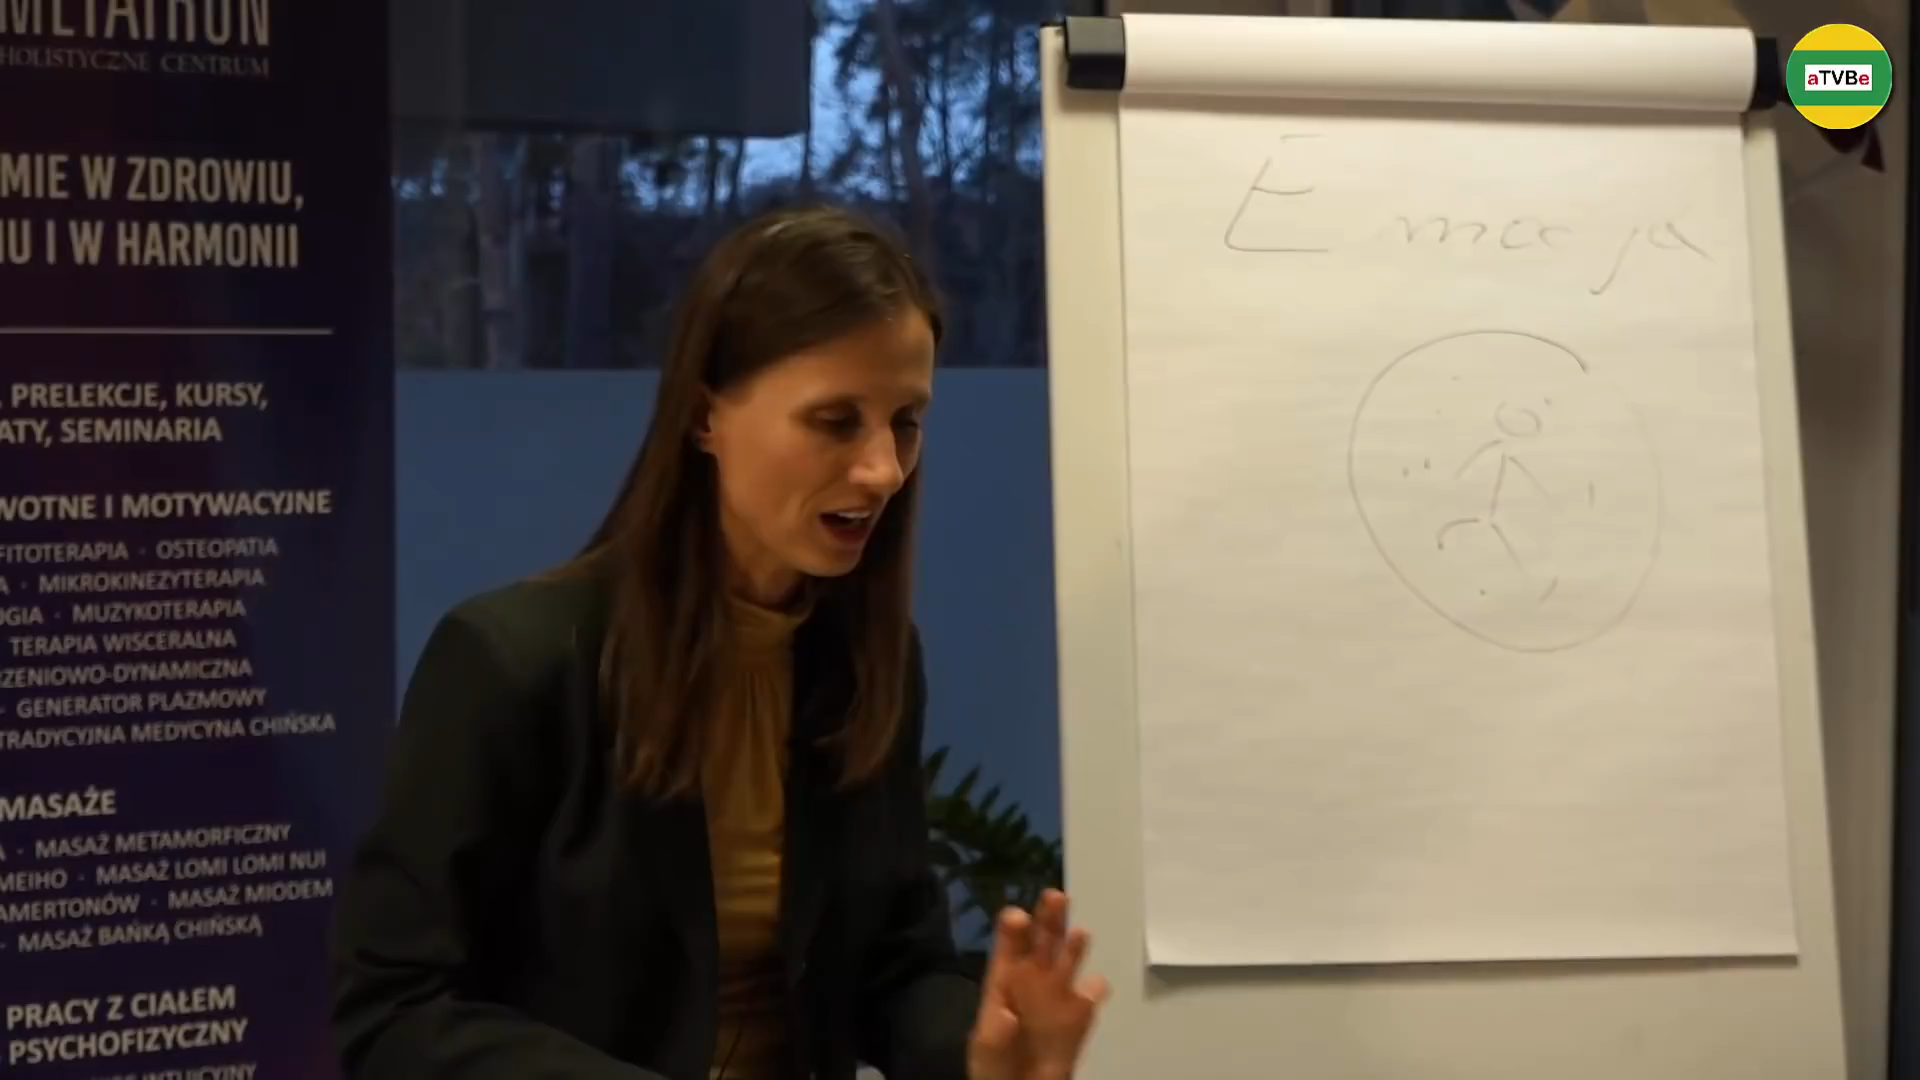 METATRON
HOLISTYCZNE CENTRUM
MIE W ZDROWIU,
IU I W HARMONII
, PRELEKCJE, KURSY,
ATY, SEMINARIA
WOTNE I MOTYWACYJNE
FITOTERAPIA · OSTEOPATIA
A · MIKROKINEZYTERAPIA
OGIA · MUZYKOTERAPIA
TERAPIA WISCERALNA
RZENIOWO-DYNAMICZNA
- GENERATOR PLAZMOWY
TRADYCYJNA MEDYCYNA CHIŃSKA
MASAŻE
A · MASAŻ METAMORFICZNY
MEIHO · MASAŻ LOMI LOMI NUI
AMERTONÓW · MASAŻ MIODEM
- MASAŻ BAŃKĄ CHIŃSKĄ
PRACY Z CIAŁEM
PSYCHOFIZYCZNY
INTUICYJNY
Emocja
aTVBe